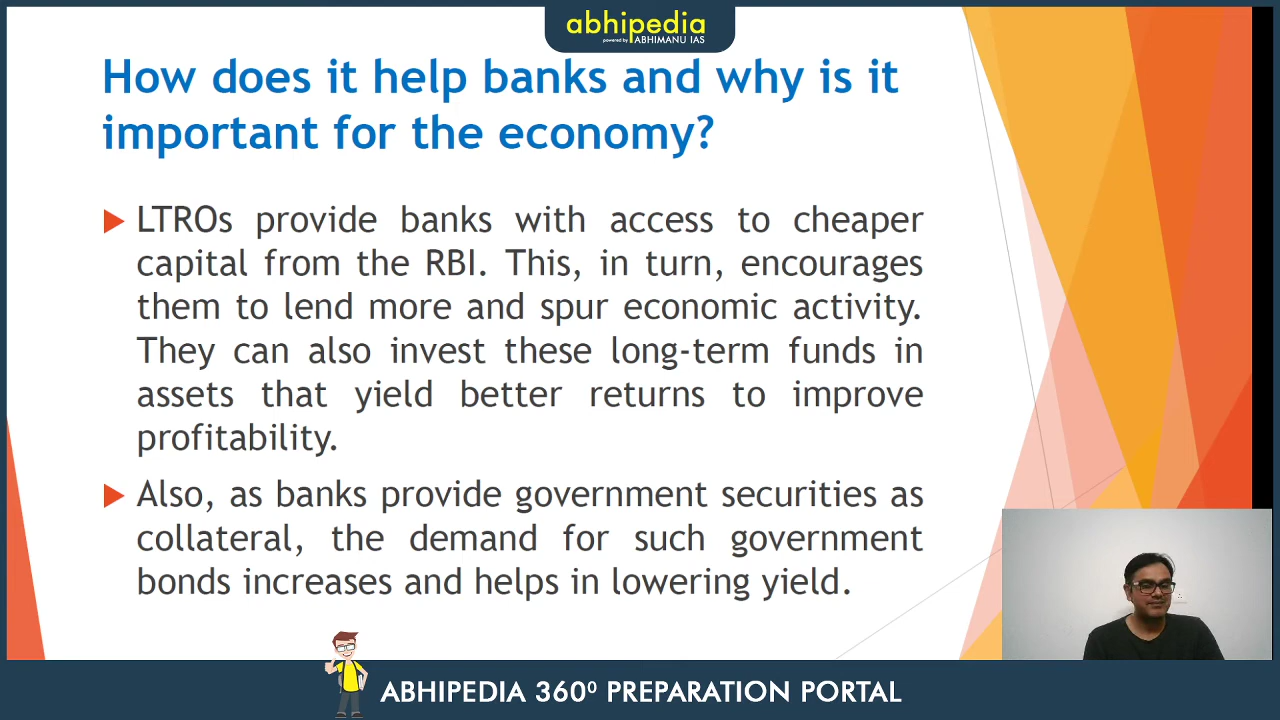 abhipedia
powered by ABHIMANU IAS
How does it help banks and why is it
important for the economy?
LTROs provide banks with access to cheaper
capital from the RBI. This, in turn, encourages
them to lend more and spur economic activity.
They can also invest these long-term funds in
assets that yield better returns to improve
profitability.
Also, as banks provide government securities as
collateral, the demand for such government
bonds increases and helps in lowering yield.
ABHIPEDIA 360⁰ PREPARATION PORTAL